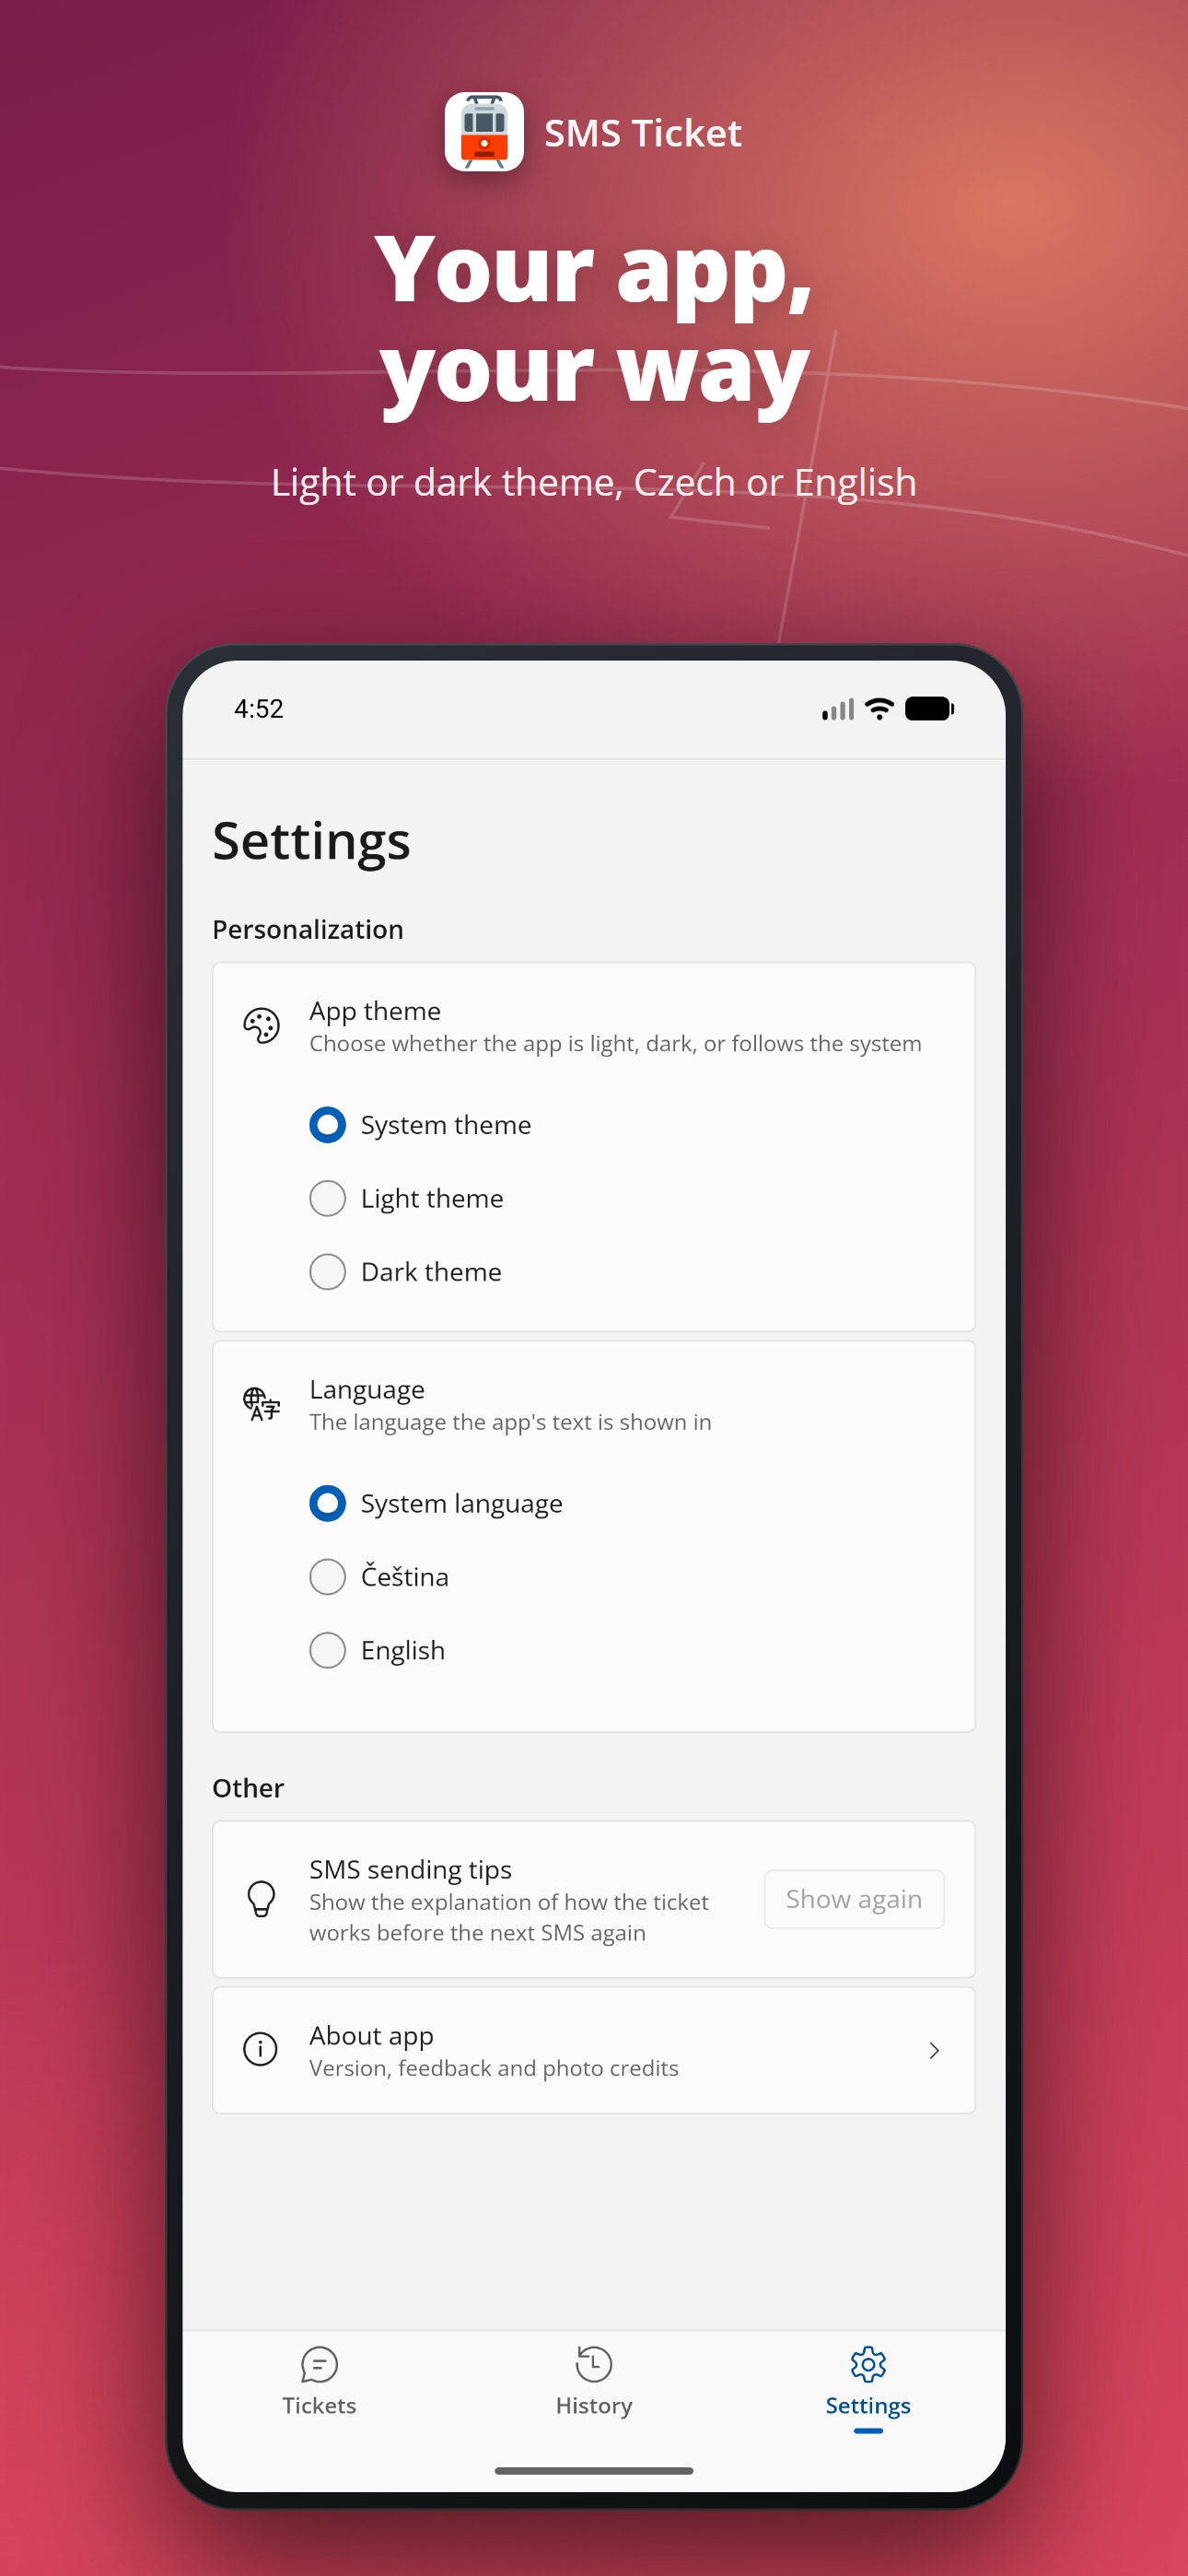 SMS Ticket
Your app,
your way
Light or dark theme, Czech or English
4:52
Settings
Personalization
App theme
Choose whether the app is light, dark, or follows the system
System theme
Light theme
Dark theme
Language
The language the app's text is shown in
System language
Čeština
English
Other
SMS sending tips
Show the explanation of how the ticket
works before the next SMS again
Show again
About app
Version, feedback and photo credits
Tickets
History
Settings